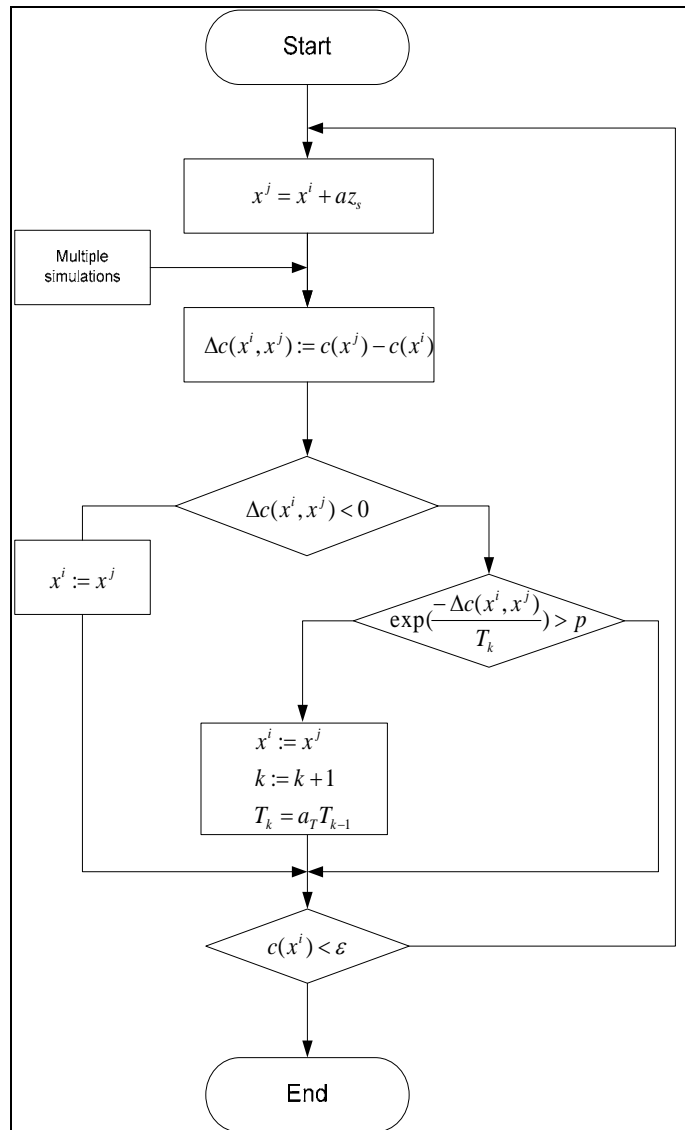 Start
x^j = x^i + az_s
Multiple
simulations
Δc(x^i, x^j) := c(x^j) − c(x^i)
Δc(x^i, x^j) < 0
x^i := x^j
exp(−Δc(x^i, x^j)/T_k) > p
x^i := x^j
k := k + 1
T_k = a_T T_{k−1}
c(x^i) < ε
End